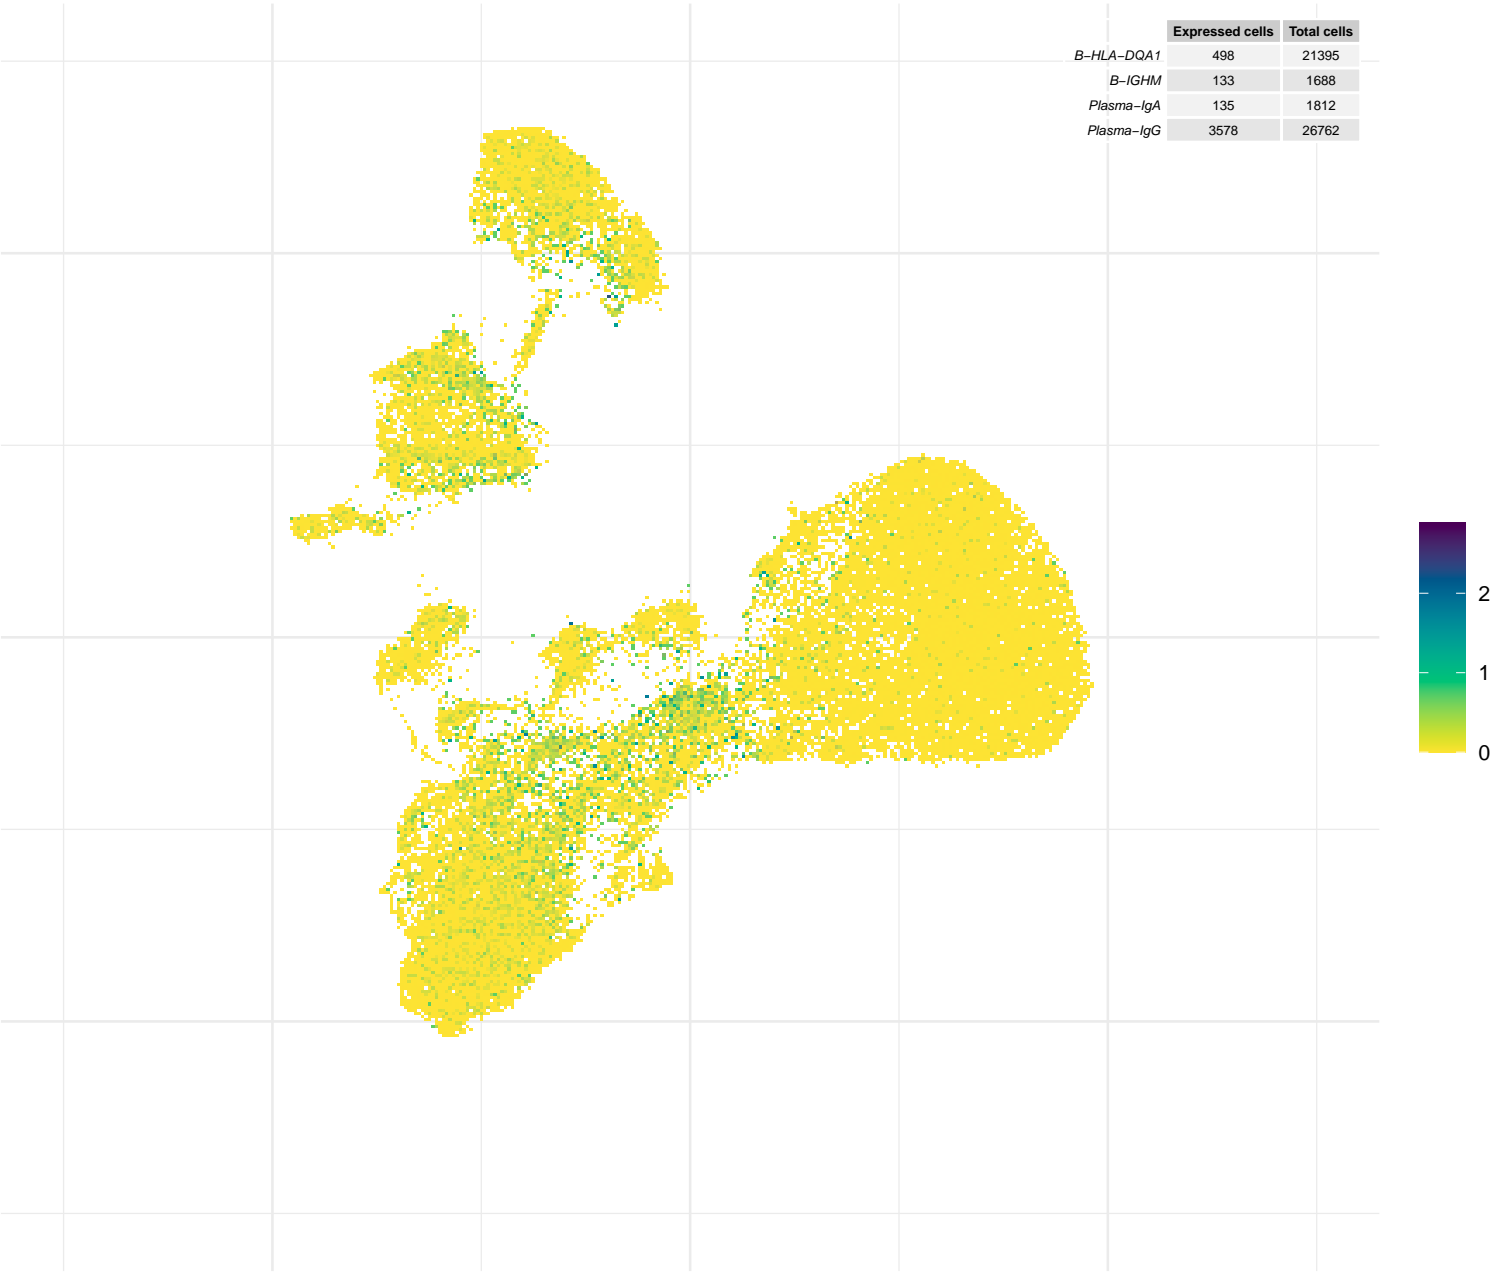 Expressed cells Total cells
B−HLA−DQA1 498 21395
B−IGHM 133 1688
Plasma−IgA 135 1812
Plasma−IgG 3578 26762
2
1
0